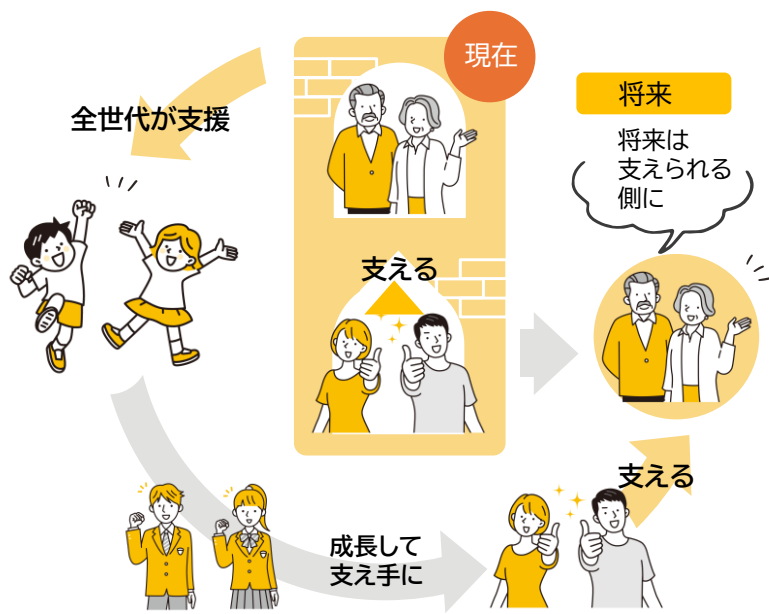 現在
全世代が支援
支える
将来
将来は
支えられる
側に
支える
成長して
支え手に